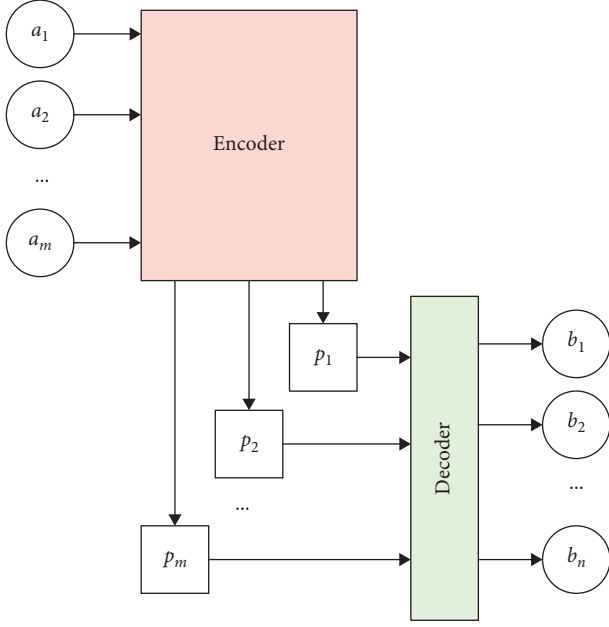 a₁
a₂
...
aₘ
Encoder
p₁
p₂
...
pₘ
Decoder
b₁
b₂
...
bₙ